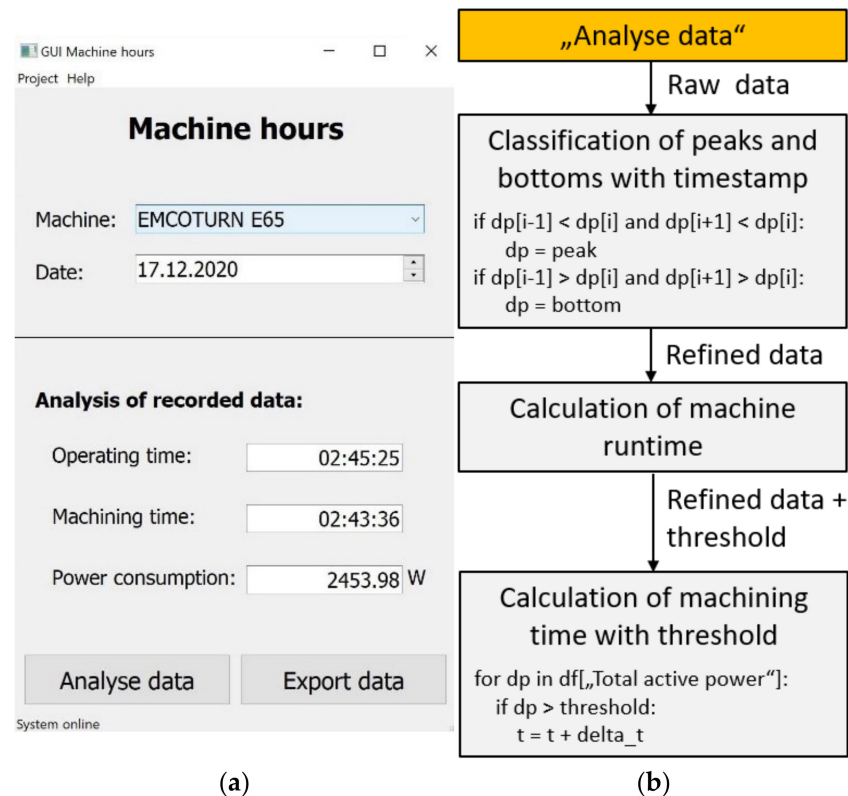 GUI Machine hours
Project Help
Machine hours
Machine: EMCOTURN E65
Date: 17.12.2020
Analysis of recorded data:
Operating time: 02:45:25
Machining time: 02:43:36
Power consumption: 2453.98 W
Analyse data Export data
System online
(a)
„Analyse data“
Raw data
Classification of peaks and
bottoms with timestamp
if dp[i-1] < dp[i] and dp[i+1] < dp[i]:
dp = peak
if dp[i-1] > dp[i] and dp[i+1] > dp[i]:
dp = bottom
Refined data
Calculation of machine
runtime
Refined data +
threshold
Calculation of machining
time with threshold
for dp in df[„Total active power“]:
if dp > threshold:
t = t + delta_t
(b)